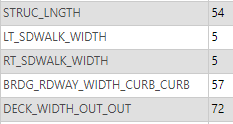 STRUC_LNGTH 54
LT_SDWALK_WIDTH 5
RT_SDWALK_WIDTH 5
BRDG_RDWAY_WIDTH_CURB_CURB 57
DECK_WIDTH_OUT_OUT 72